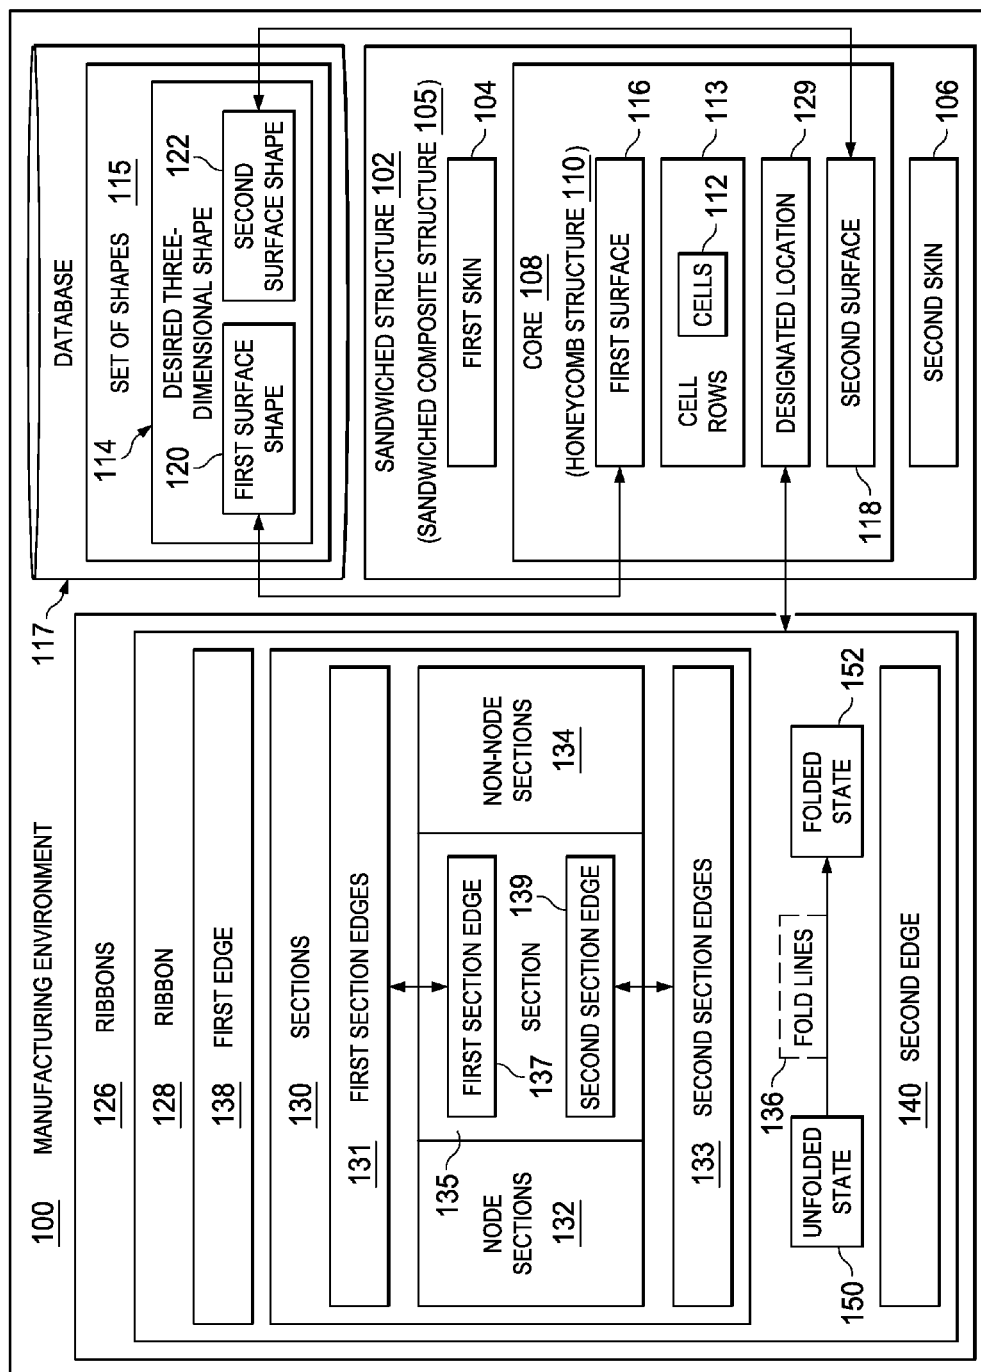 100
MANUFACTURING ENVIRONMENT
126
RIBBONS
128
RIBBON
138
FIRST EDGE
130
SECTIONS
131
FIRST SECTION EDGES
NODE
SECTIONS
132
135
FIRST SECTION EDGE
137
SECTION
139
SECOND SECTION EDGE
NON-NODE
SECTIONS
134
133
SECOND SECTION EDGES
136
FOLD LINES
UNFOLDED
STATE
150
FOLDED
STATE
152
140
SECOND EDGE
117
DATABASE
SET OF SHAPES 115
114
DESIRED THREE-
DIMENSIONAL SHAPE
120
FIRST SURFACE
SHAPE
122
SECOND
SURFACE SHAPE
SANDWICHED STRUCTURE 102
(SANDWICHED COMPOSITE STRUCTURE 105)
FIRST SKIN
104
CORE 108
(HONEYCOMB STRUCTURE 110)
FIRST SURFACE
116
CELL
ROWS
CELLS
112
113
DESIGNATED LOCATION
129
SECOND SURFACE
118
SECOND SKIN
106